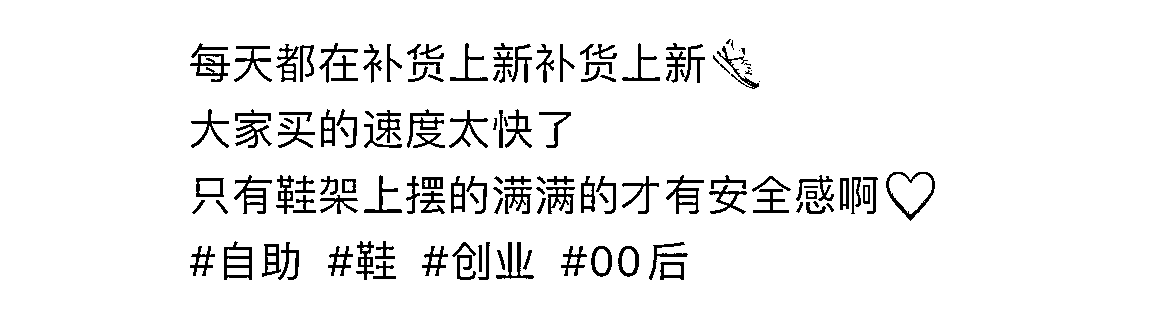 每天都在补货上新补货上新👟
大家买的速度太快了
只有鞋架上摆的满满的才有安全感啊♡
#自助 #鞋 #创业 #00后